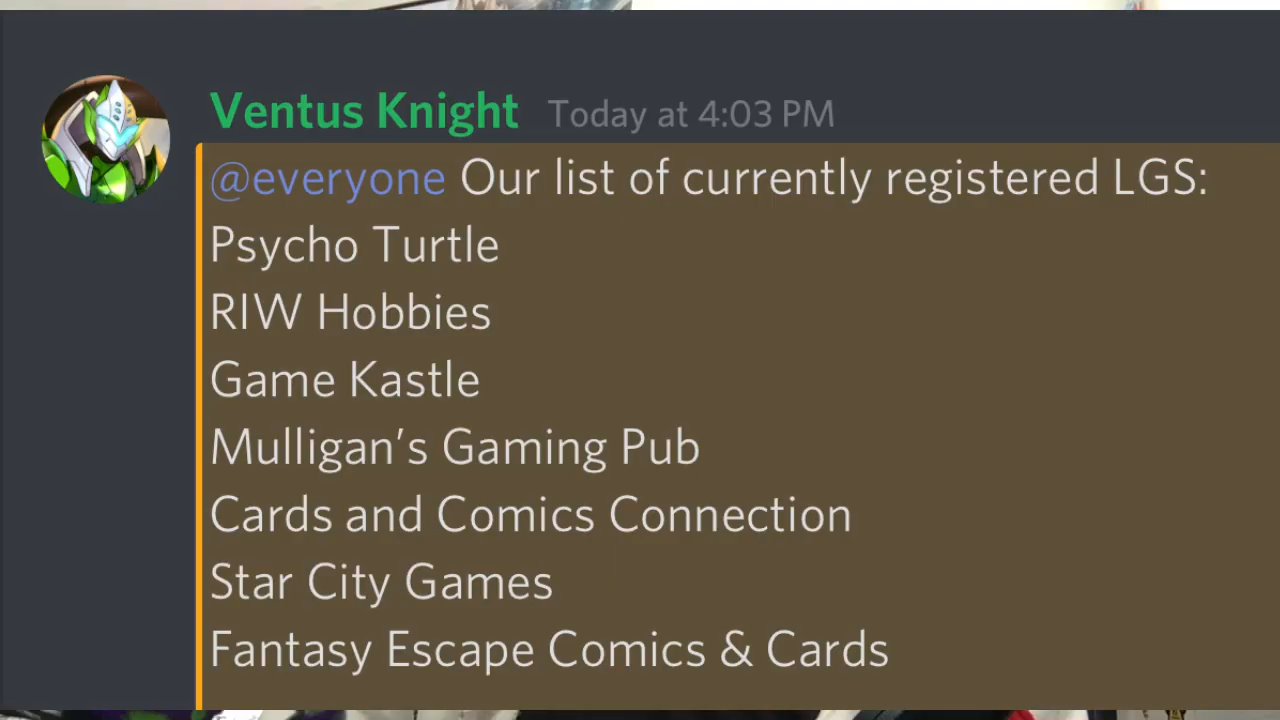 Ventus Knight Today at 4:03 PM
@everyone Our list of currently registered LGS:
Psycho Turtle
RIW Hobbies
Game Kastle
Mulligan's Gaming Pub
Cards and Comics Connection
Star City Games
Fantasy Escape Comics & Cards